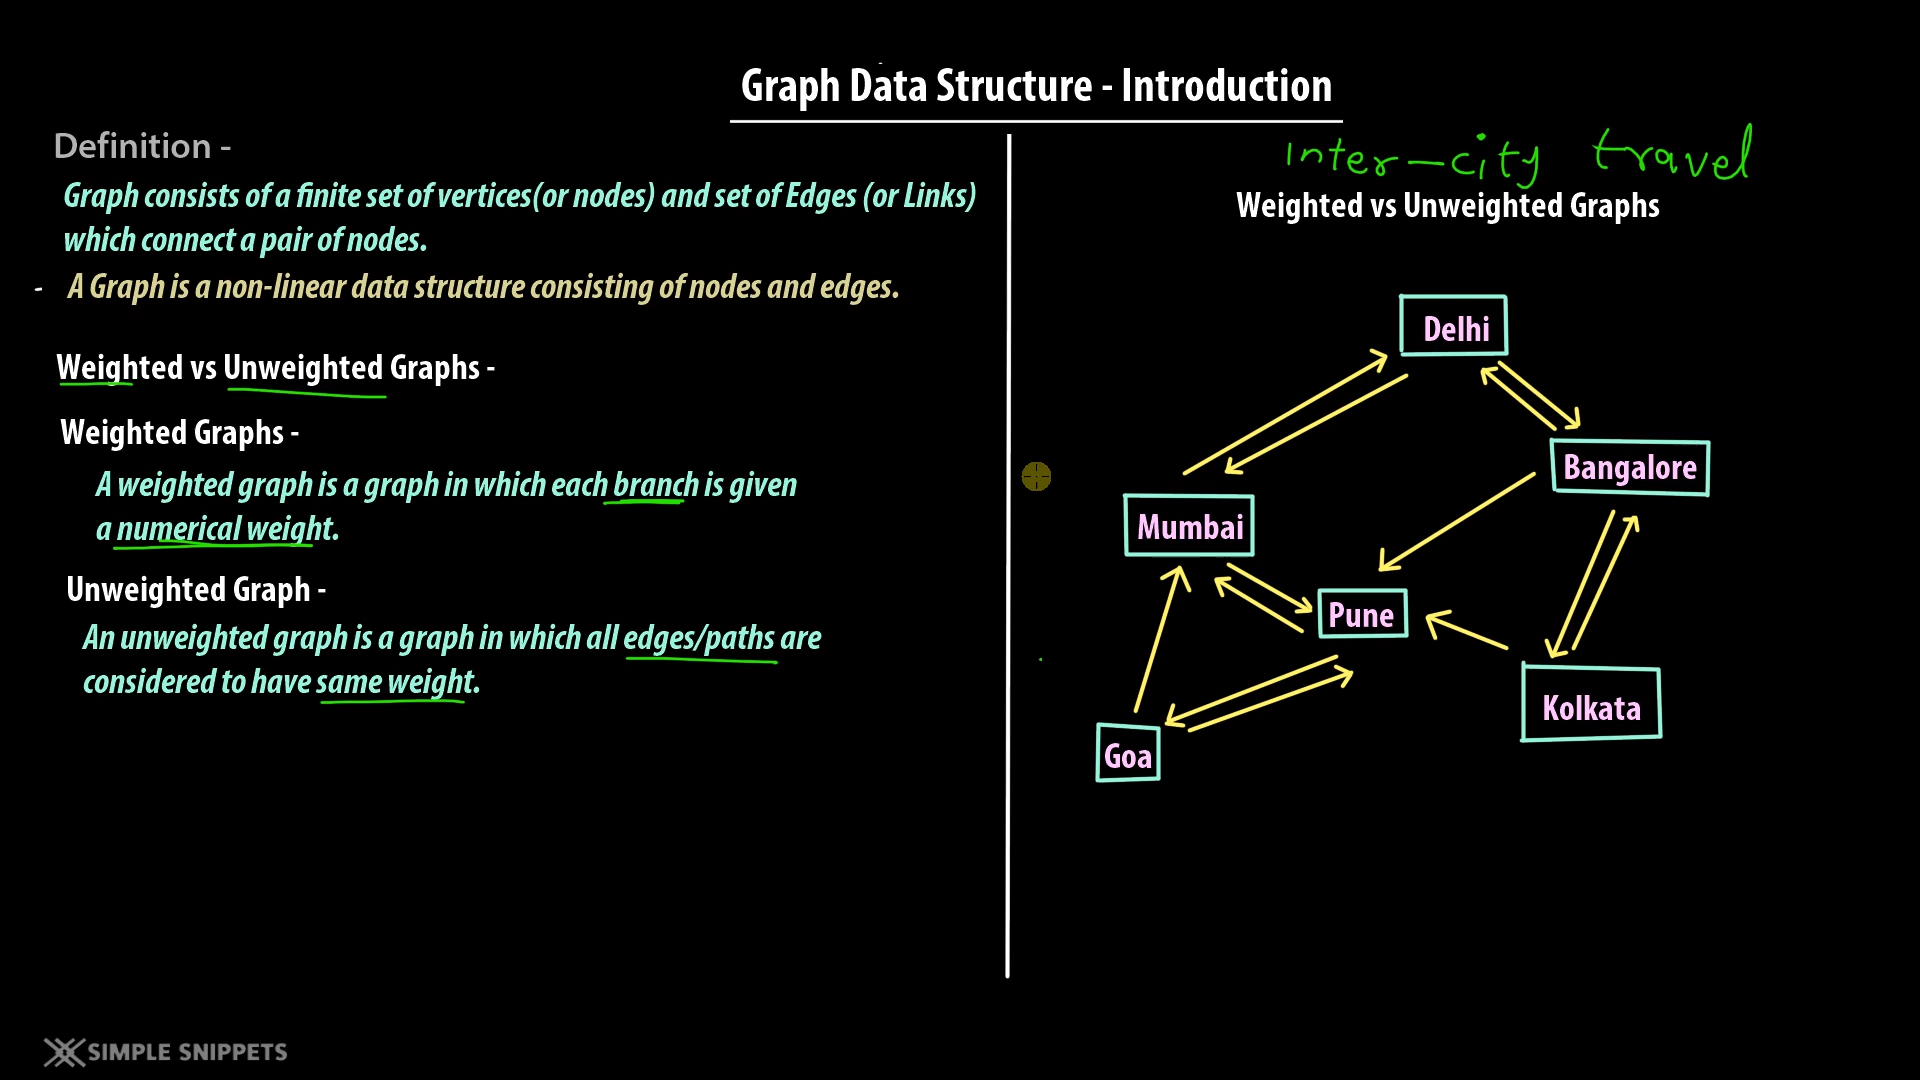 Graph Data Structure - Introduction
Definition -
Graph consists of a finite set of vertices(or nodes) and set of Edges (or Links)
which connect a pair of nodes.
- A Graph is a non-linear data structure consisting of nodes and edges.
Weighted vs Unweighted Graphs -
Weighted Graphs -
A weighted graph is a graph in which each branch is given
a numerical weight.
Unweighted Graph -
An unweighted graph is a graph in which all edges/paths are
considered to have same weight.
inter-city travel
Weighted vs Unweighted Graphs
Delhi
Bangalore
Mumbai
Pune
Kolkata
Goa
SIMPLE SNIPPETS